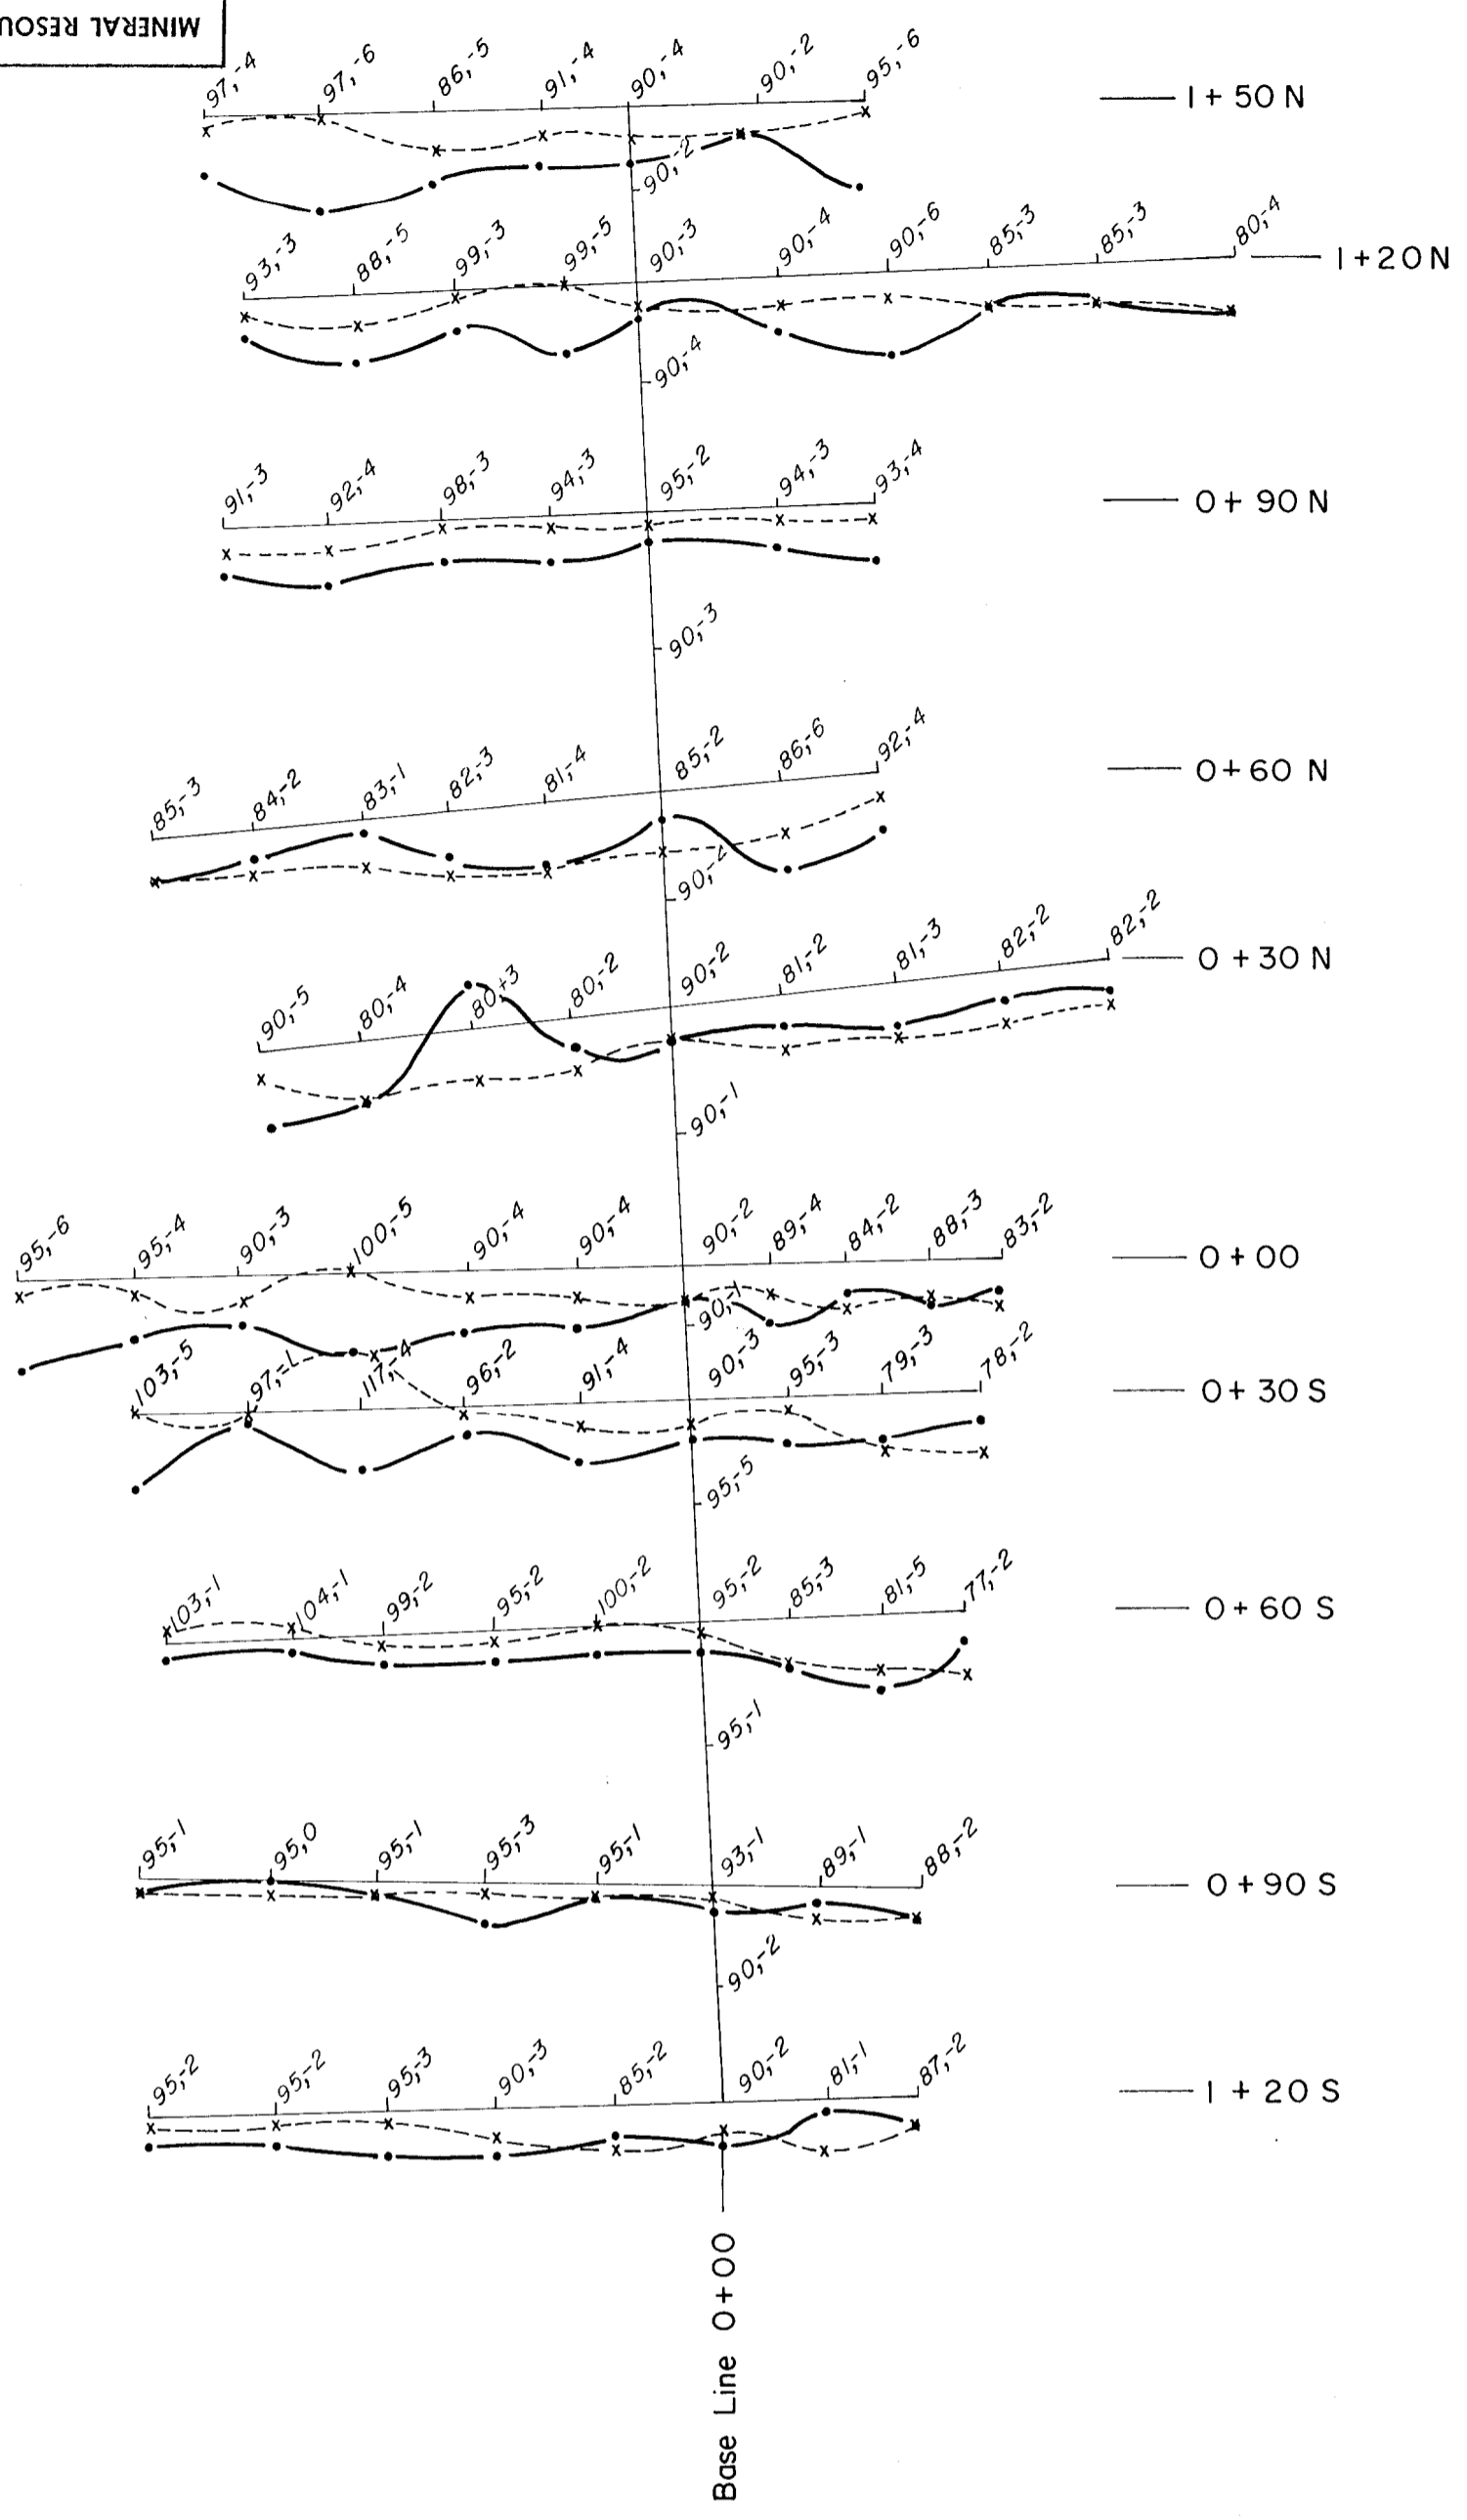 MINERAL RESOU
97,-4 97,-6 86,-5 91,-4 90,-4 90,-2 95,-6 1 + 50 N
90,-2
93,-3 88,-5 99,-3 99,-5 90,-3 90,-4 90,-6 85,-3 85,-3 80,-4 1+20N
90,-4
91,-3 92,-4 98,-3 94,-3 95,-2 94,-3 93,-4 0+ 90 N
90,-3
85,-3 84,-2 83,-1 82,-3 81,-4 85,-2 86,-6 92,-4 0+60 N
90,-
90,-5 80,-4 80,+3 80,-2 90,-2 81,-2 81,-3 82,-2 82,-2 0 + 30 N
90,-1
95,-6 95,-4 90,-3 100,-5 90,-4 90,-4 90,-2 89,-4 84,-2 88,-3 83,-2 0 + 00
90,-1
103,-5 97,-1 117,-4 96,-2 91,-4 90,-3 95,-3 79,-3 78,-2 0+ 30 S
95,-5
103,-1 104,-1 99,-2 95,-2 100,-2 95,-2 85,-3 81,-5 77,-2 0+ 60 S
95,-1
95,-1 95,0 95,-1 95,-3 95,-1 93,-1 89,-1 88,-2 0+90 S
90,-2
95,-2 95,-2 95,-3 90,-3 85,-2 90,-2 81,-1 87,-2 1 + 20 S
Base Line 0+00